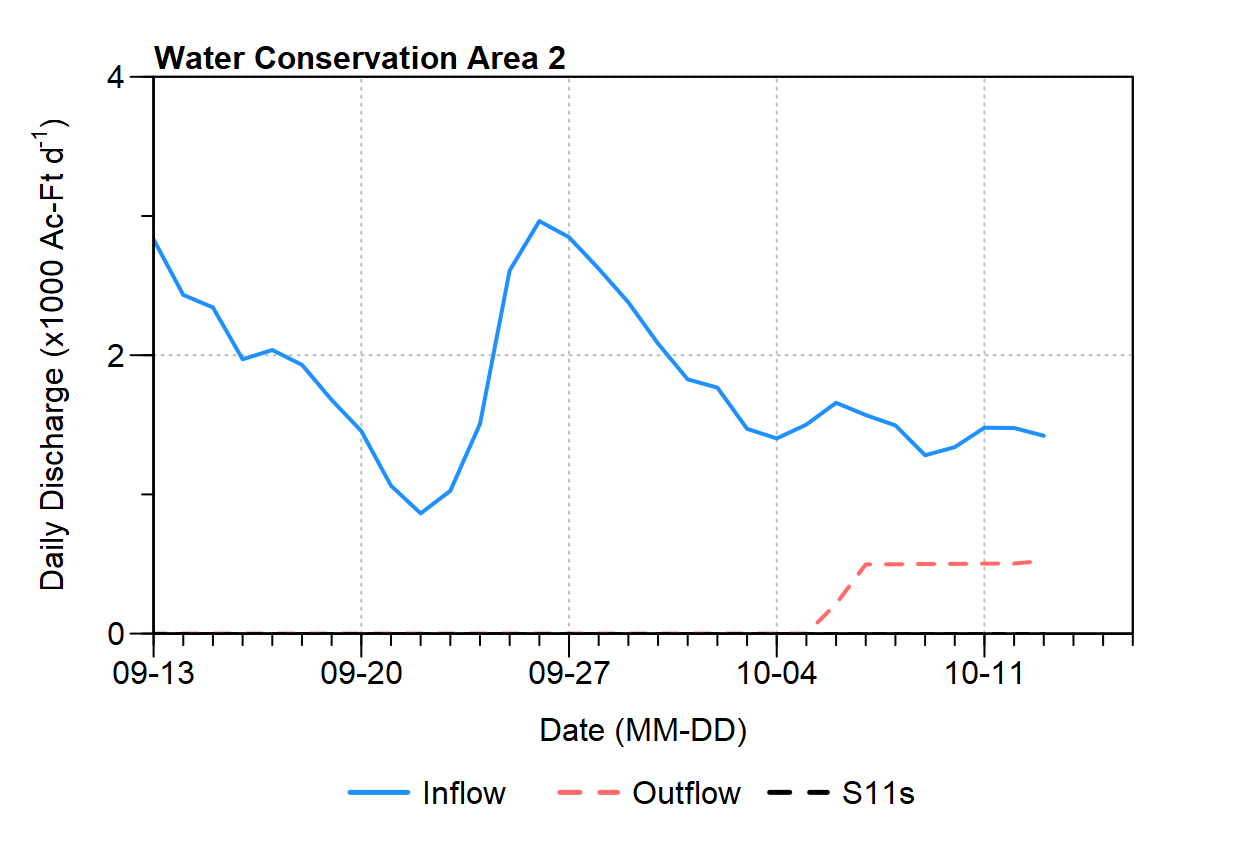 Water Conservation Area 2
Daily Discharge (x1000 Ac-Ft d⁻¹)
4
2
0
09-13 09-20 09-27 10-04 10-11
Date (MM-DD)
Inflow Outflow S11s